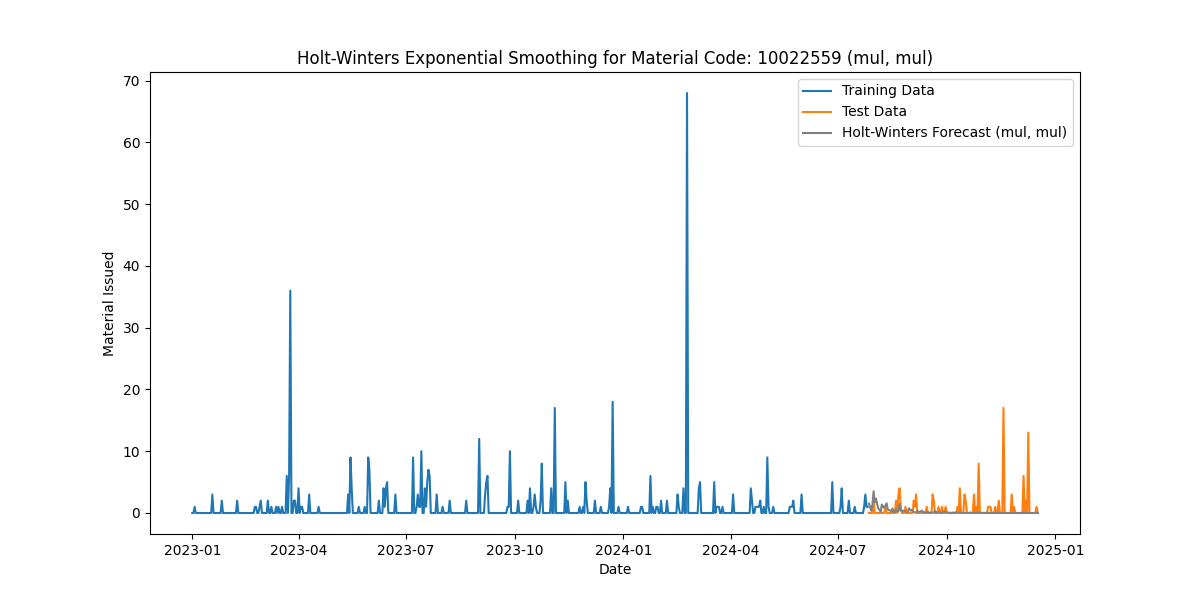 Holt-Winters Exponential Smoothing for Material Code: 10022559 (mul, mul)
Training Data
Test Data
Holt-Winters Forecast (mul, mul)
Material Issued
70
60
50
40
30
20
10
0
2023-01
2023-04
2023-07
2023-10
2024-01
2024-04
2024-07
2024-10
2025-01
Date